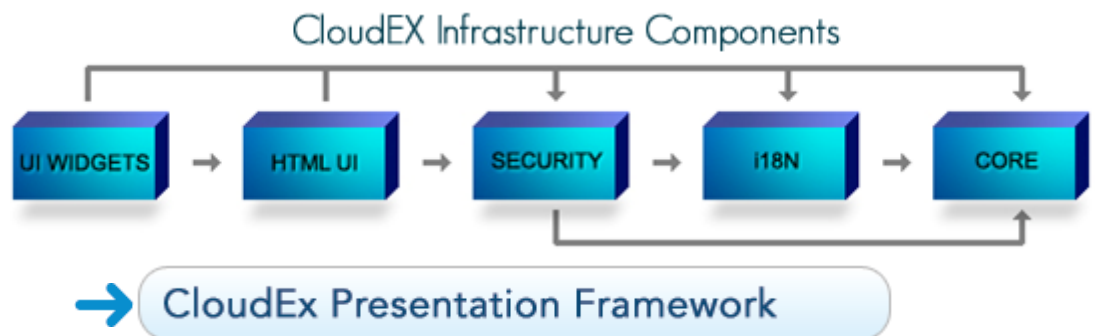 CloudEX Infrastructure Components
UI WIDGETS
HTML UI
SECURITY
i18N
CORE
CloudEx Presentation Framework